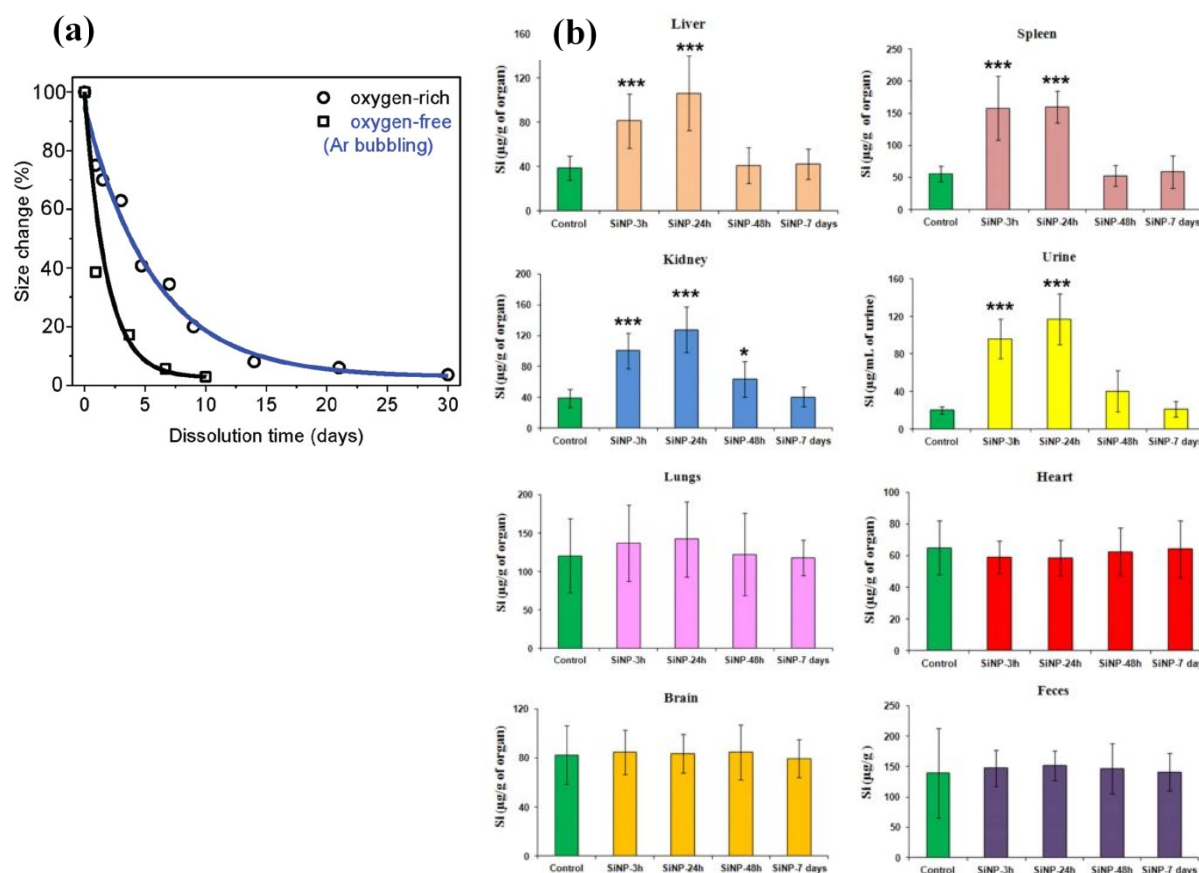 (a)
100
80
60
40
20
0
Size change (%)
oxygen-rich
oxygen-free
(Ar bubbling)
0 5 10 15 20 25 30
Dissolution time (days)
(b)
Liver
160
120
80
40
0
Si (µg/g of organ)
***
***
Control SiNP-3h SiNP-24h SiNP-48h SiNP-7 days
Spleen
250
200
150
100
50
0
Si (µg/g of organ)
***
***
Control SiNP-3h SiNP-24h SiNP-48h SiNP-7 days
Kidney
200
160
120
80
40
0
Si (µg/g of organ)
***
***
*
Control SiNP-3h SiNP-24h SiNP-48h SiNP-7 days
Urine
160
120
80
40
0
Si (µg/mL of urine)
***
***
Control SiNP-3h SiNP-24h SiNP-48h SiNP-7 days
Lungs
200
150
100
50
0
Si (µg/g of organ)
Control SiNP-3h SiNP-24h SiNP-48h SiNP-7 days
Heart
100
80
60
40
20
0
Si (µg/g of organ)
Control SiNP-3h SiNP-24h SiNP-48h SiNP-7 days
Brain
120
80
40
0
Si (µg/g of organ)
Control SiNP-3h SiNP-24h SiNP-48h SiNP-7 days
Feces
250
200
150
100
50
0
Si (µg/g )
Control SiNP-3h SiNP-24h SiNP-48h SiNP-7 days